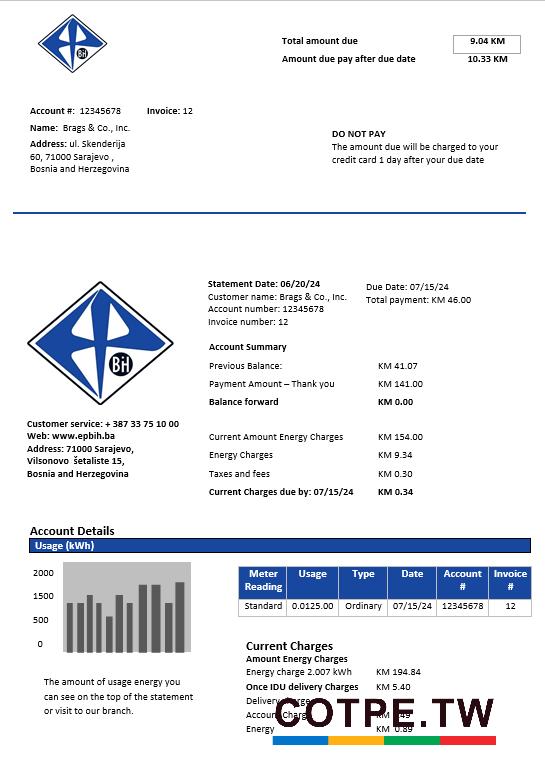 BH
Total amount due 9.04 KM
Amount due pay after due date 10.33 KM
Account #: 12345678 Invoice: 12
Name: Brags & Co., Inc.
Address: ul. Skenderija
60, 71000 Sarajevo ,
Bosnia and Herzegovina
DO NOT PAY
The amount due will be charged to your
credit card 1 day after your due date
BiH
Customer service: + 387 33 75 10 00
Web: www.epbih.ba
Address: 71000 Sarajevo,
Vilsonovo šetaliste 15,
Bosnia and Herzegovina
Statement Date: 06/20/24
Customer name: Brags & Co., Inc.
Account number: 12345678
Invoice number: 12
Due Date: 07/15/24
Total payment: KM 46.00
Account Summary
Previous Balance: KM 41.07
Payment Amount – Thank you KM 141.00
Balance forward KM 0.00
Current Amount Energy Charges KM 154.00
Energy Charges KM 9.34
Taxes and fees KM 0.30
Current Charges due by: 07/15/24 KM 0.34
Account Details
Usage (kWh)
2000
1500
500
0
The amount of usage energy you
can see on the top of the statement
or visit to our branch.
Meter Reading Usage Type Date Account # Invoice #
Standard 0.0125.00 Ordinary 07/15/24 12345678 12
Current Charges
Amount Energy Charges
Energy charge 2.007 kWh KM 194.84
Once IDU delivery Charges KM 5.40
Delivery charges
Account Charge KM
Energy KM 0.89
COTPE.TW